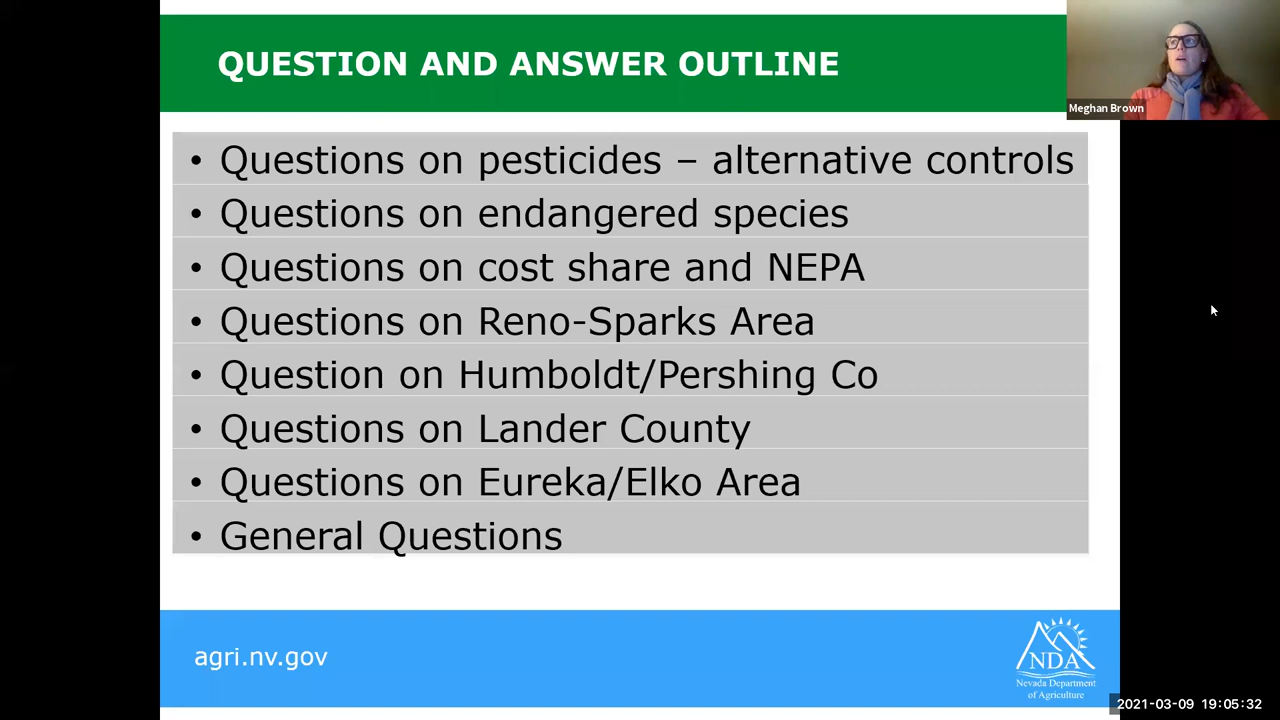 QUESTION AND ANSWER OUTLINE
Meghan Brown
• Questions on pesticides – alternative controls
• Questions on endangered species
• Questions on cost share and NEPA
• Questions on Reno-Sparks Area
• Question on Humboldt/Pershing Co
• Questions on Lander County
• Questions on Eureka/Elko Area
• General Questions
agri.nv.gov
NDA
Nevada Department
of Agriculture
2021-03-09 19:05:32